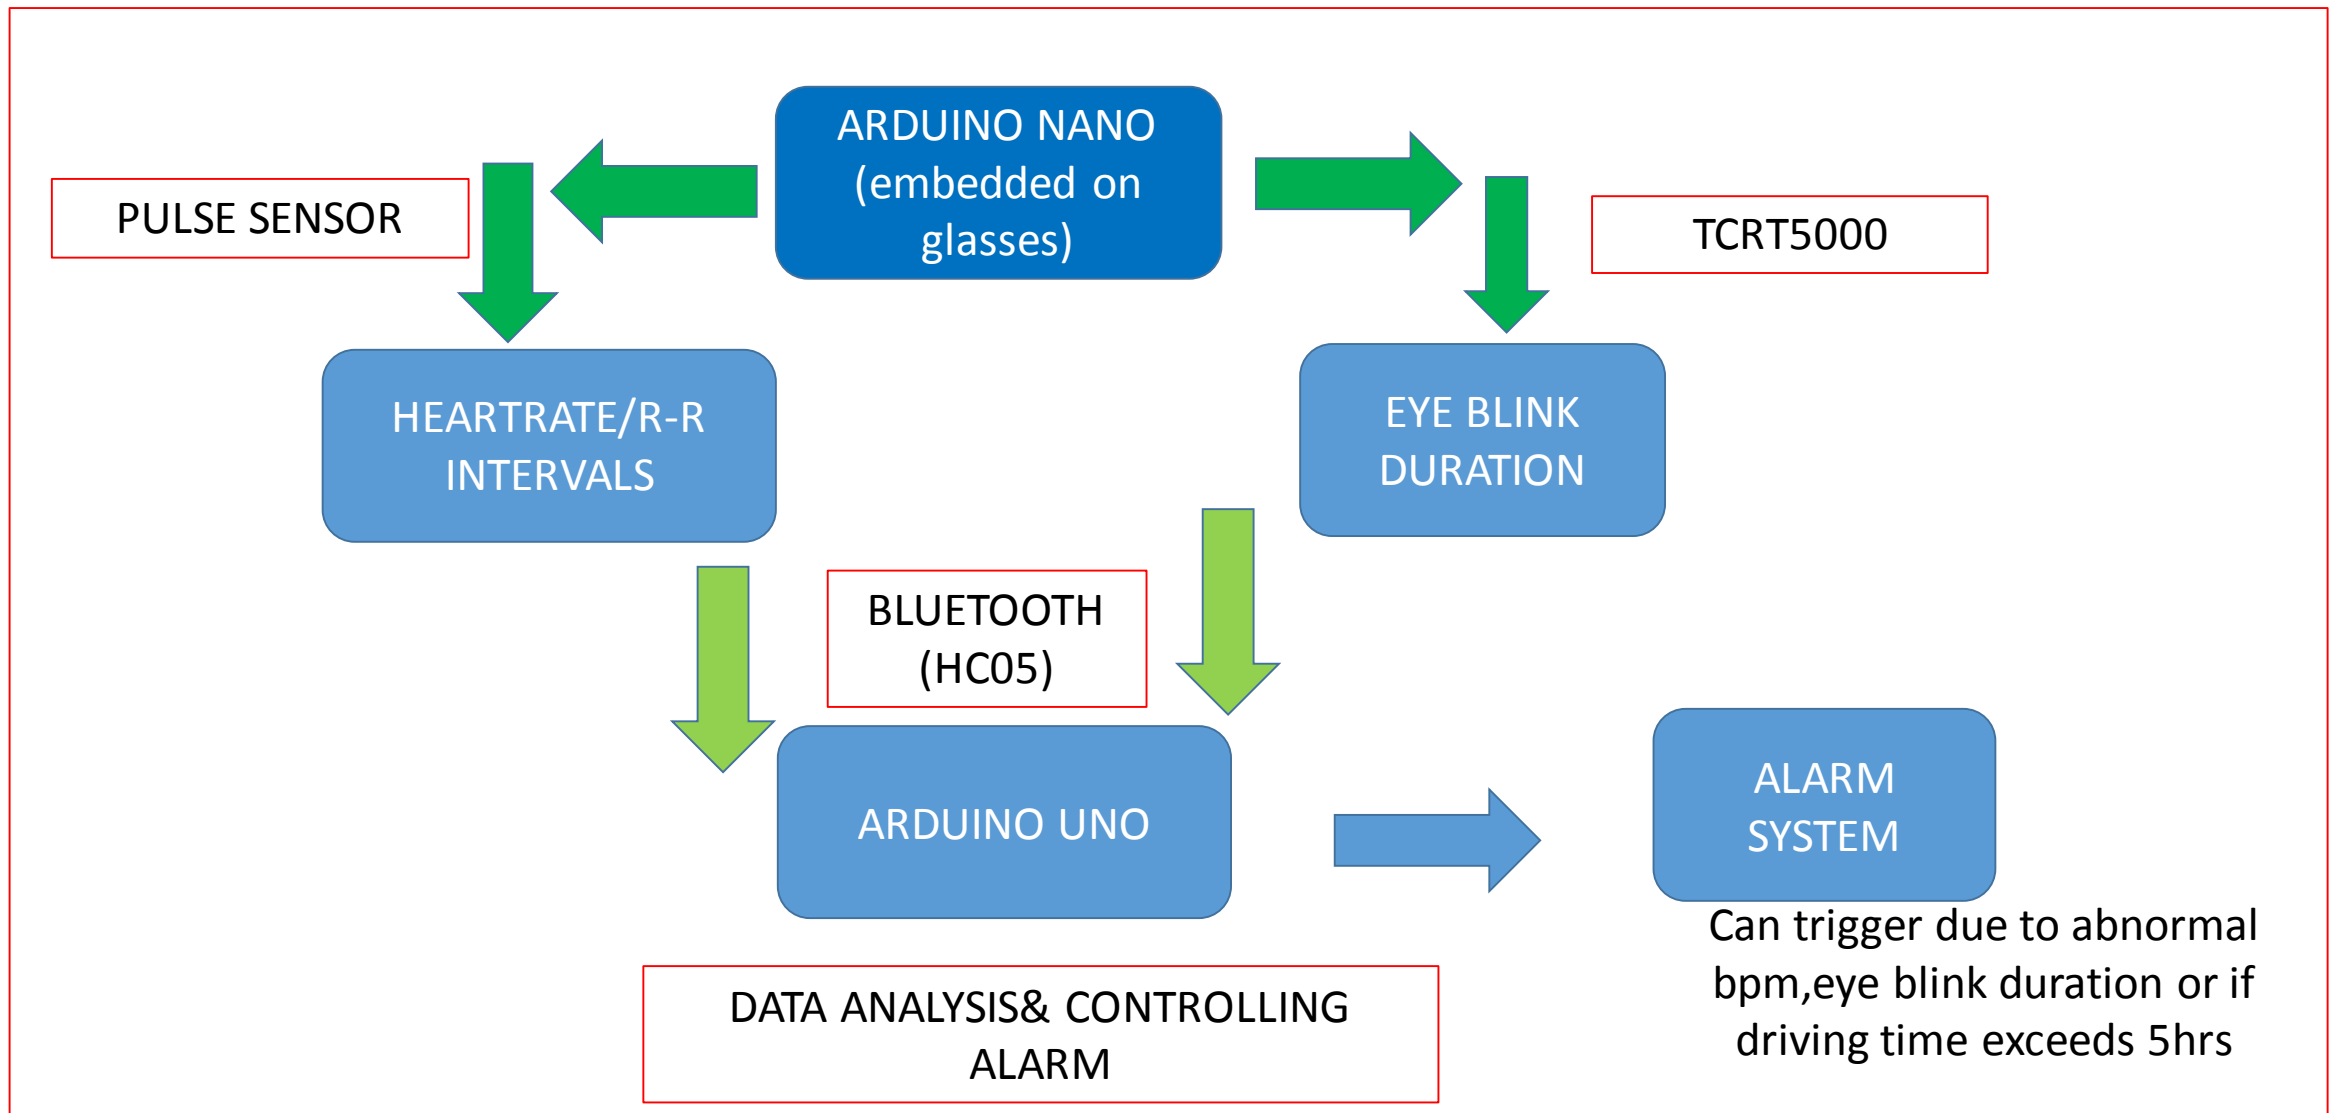 ARDUINO NANO
(embedded on
glasses)
PULSE SENSOR
TCRT5000
HEARTRATE/R-R
INTERVALS
EYE BLINK
DURATION
BLUETOOTH
(HC05)
ARDUINO UNO
ALARM
SYSTEM
Can trigger due to abnormal
bpm,eye blink duration or if
driving time exceeds 5hrs
DATA ANALYSIS& CONTROLLING
ALARM